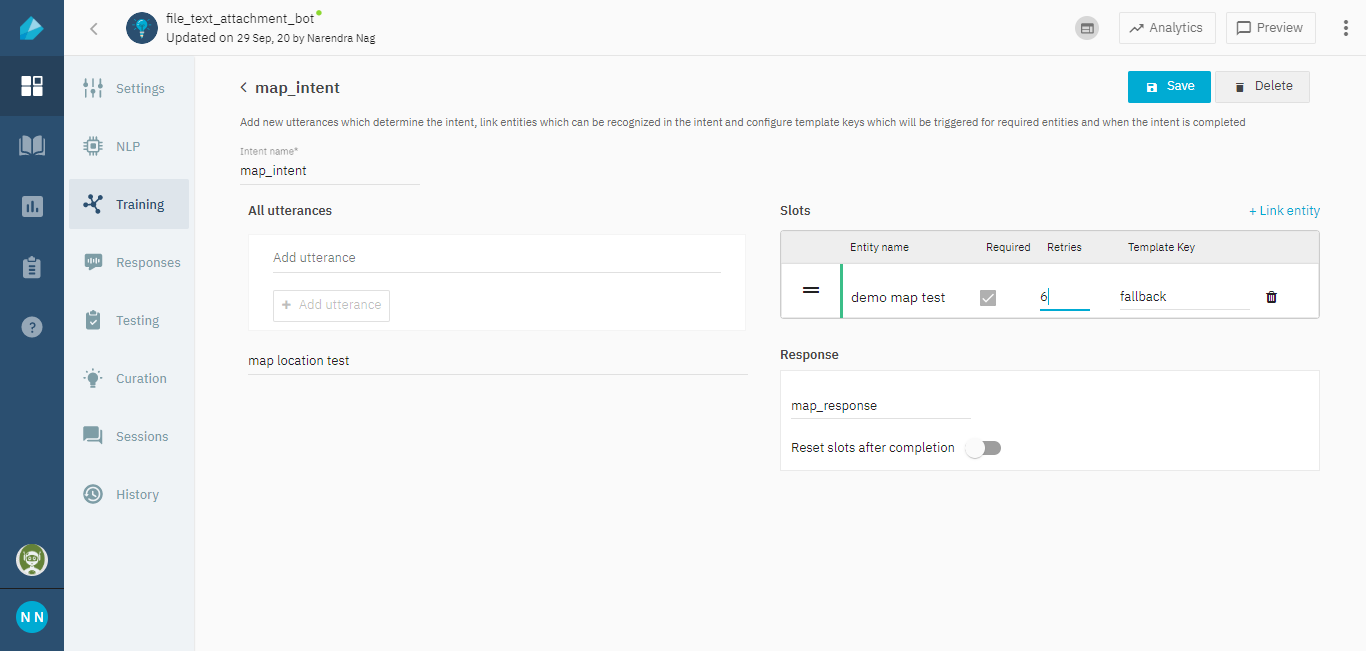 file_text_attachment_bot
Updated on 29 Sep, 20 by Narendra Nag
Analytics
Preview
Settings
NLP
Training
Responses
Testing
Curation
Sessions
History
?
N N
map_intent
Save
Delete
Add new utterances which determine the intent, link entities which can be recognized in the intent and configure template keys which will be triggered for required entities and when the intent is completed
Intent name*
map_intent
All utterances
Add utterance
+ Add utterance
map location test
Slots
+ Link entity
Entity name Required Retries Template Key
demo map test 6 fallback
Response
map_response
Reset slots after completion